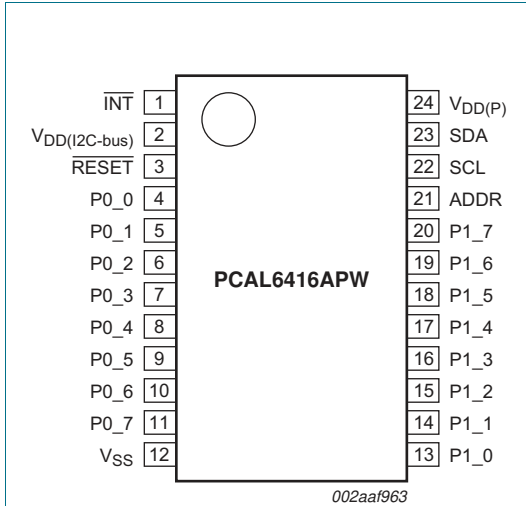 INT 1 24 VDD(P)
VDD(I2C-bus) 2 23 SDA
RESET 3 22 SCL
P0_0 4 21 ADDR
P0_1 5 20 P1_7
P0_2 6 19 P1_6
PCAL6416APW
P0_3 7 18 P1_5
P0_4 8 17 P1_4
P0_5 9 16 P1_3
P0_6 10 15 P1_2
P0_7 11 14 P1_1
VSS 12 13 P1_0
002aaf963